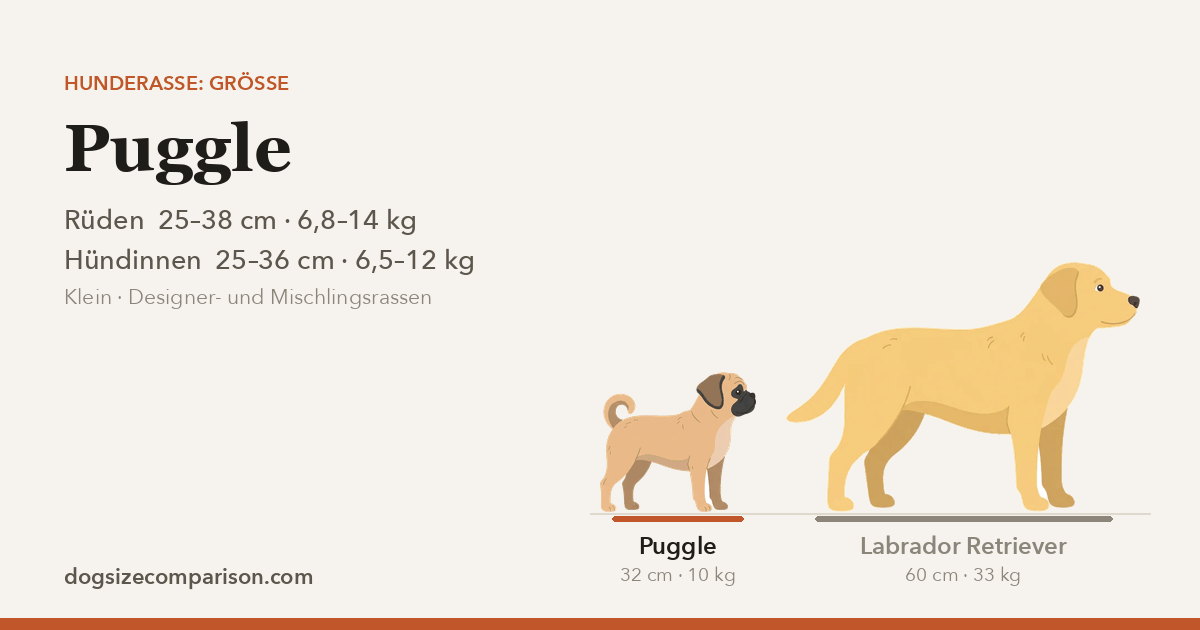 HUNDERASSE: GRÖSSE
Puggle
Rüden 25–38 cm · 6,8–14 kg
Hündinnen 25–36 cm · 6,5–12 kg
Klein · Designer- und Mischlingsrassen
Puggle
32 cm · 10 kg
Labrador Retriever
60 cm · 33 kg
dogsizecomparison.com